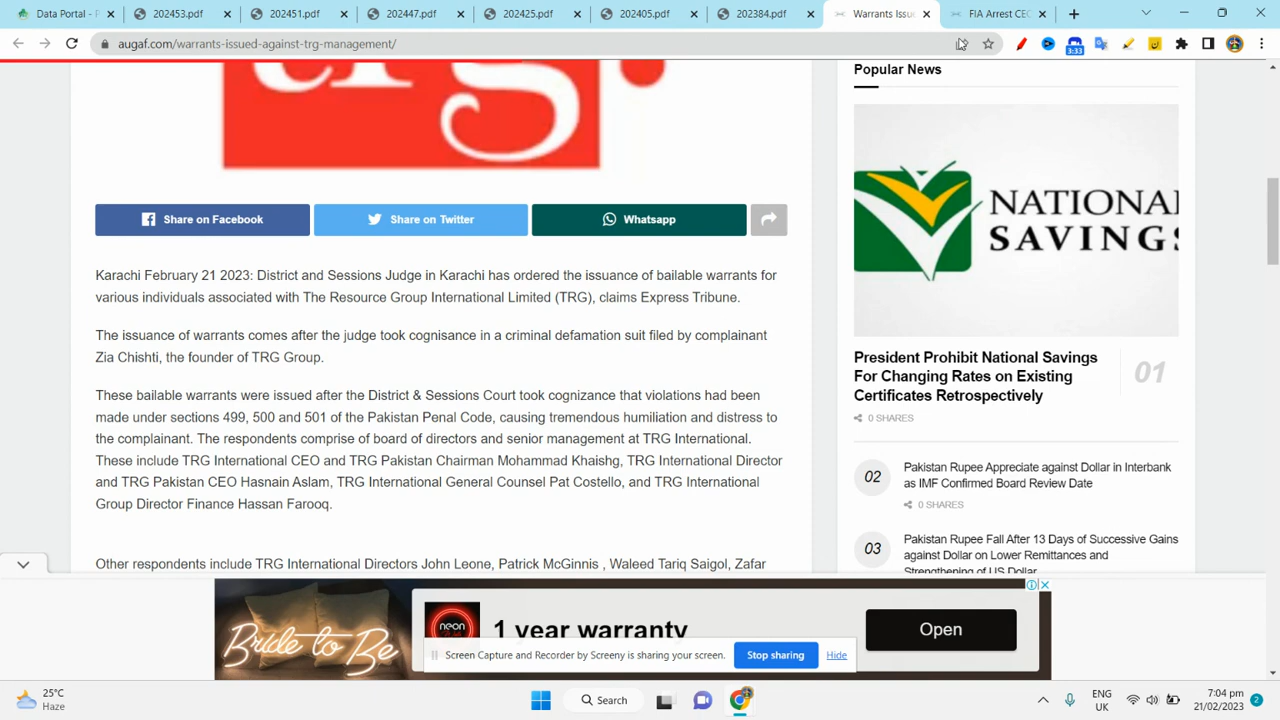 Data Portal - P
202453.pdf
202451.pdf
202447.pdf
202425.pdf
202405.pdf
202384.pdf
Warrants Issu
FIA Arrest CEO
augaf.com/warrants-issued-against-trg-management/
3:33
trg
Popular News
NATIONAL
SAVINGS
Share on Facebook
Share on Twitter
Whatsapp
Karachi February 21 2023: District and Sessions Judge in Karachi has ordered the issuance of bailable warrants for
various individuals associated with The Resource Group International Limited (TRG), claims Express Tribune.
The issuance of warrants comes after the judge took cognisance in a criminal defamation suit filed by complainant
Zia Chishti, the founder of TRG Group.
These bailable warrants were issued after the District & Sessions Court took cognizance that violations had been
made under sections 499, 500 and 501 of the Pakistan Penal Code, causing tremendous humiliation and distress to
the complainant. The respondents comprise of board of directors and senior management at TRG International.
These include TRG International CEO and TRG Pakistan Chairman Mohammad Khaishg, TRG International Director
and TRG Pakistan CEO Hasnain Aslam, TRG International General Counsel Pat Costello, and TRG International
Group Director Finance Hassan Farooq.
Other respondents include TRG International Directors John Leone, Patrick McGinnis , Waleed Tariq Saigol, Zafar
President Prohibit National Savings
For Changing Rates on Existing
Certificates Retrospectively
01
0 SHARES
02
Pakistan Rupee Appreciate against Dollar in Interbank
as IMF Confirmed Board Review Date
0 SHARES
03
Pakistan Rupee Fall After 13 Days of Successive Gains
against Dollar on Lower Remittances and
Strengthening of US Dollar
Bride to Be
neon
1 year warranty
Open
Screen Capture and Recorder by Screeny is sharing your screen.
Stop sharing
Hide
25°C
Haze
Search
ENG
UK
7:04 pm
21/02/2023
2